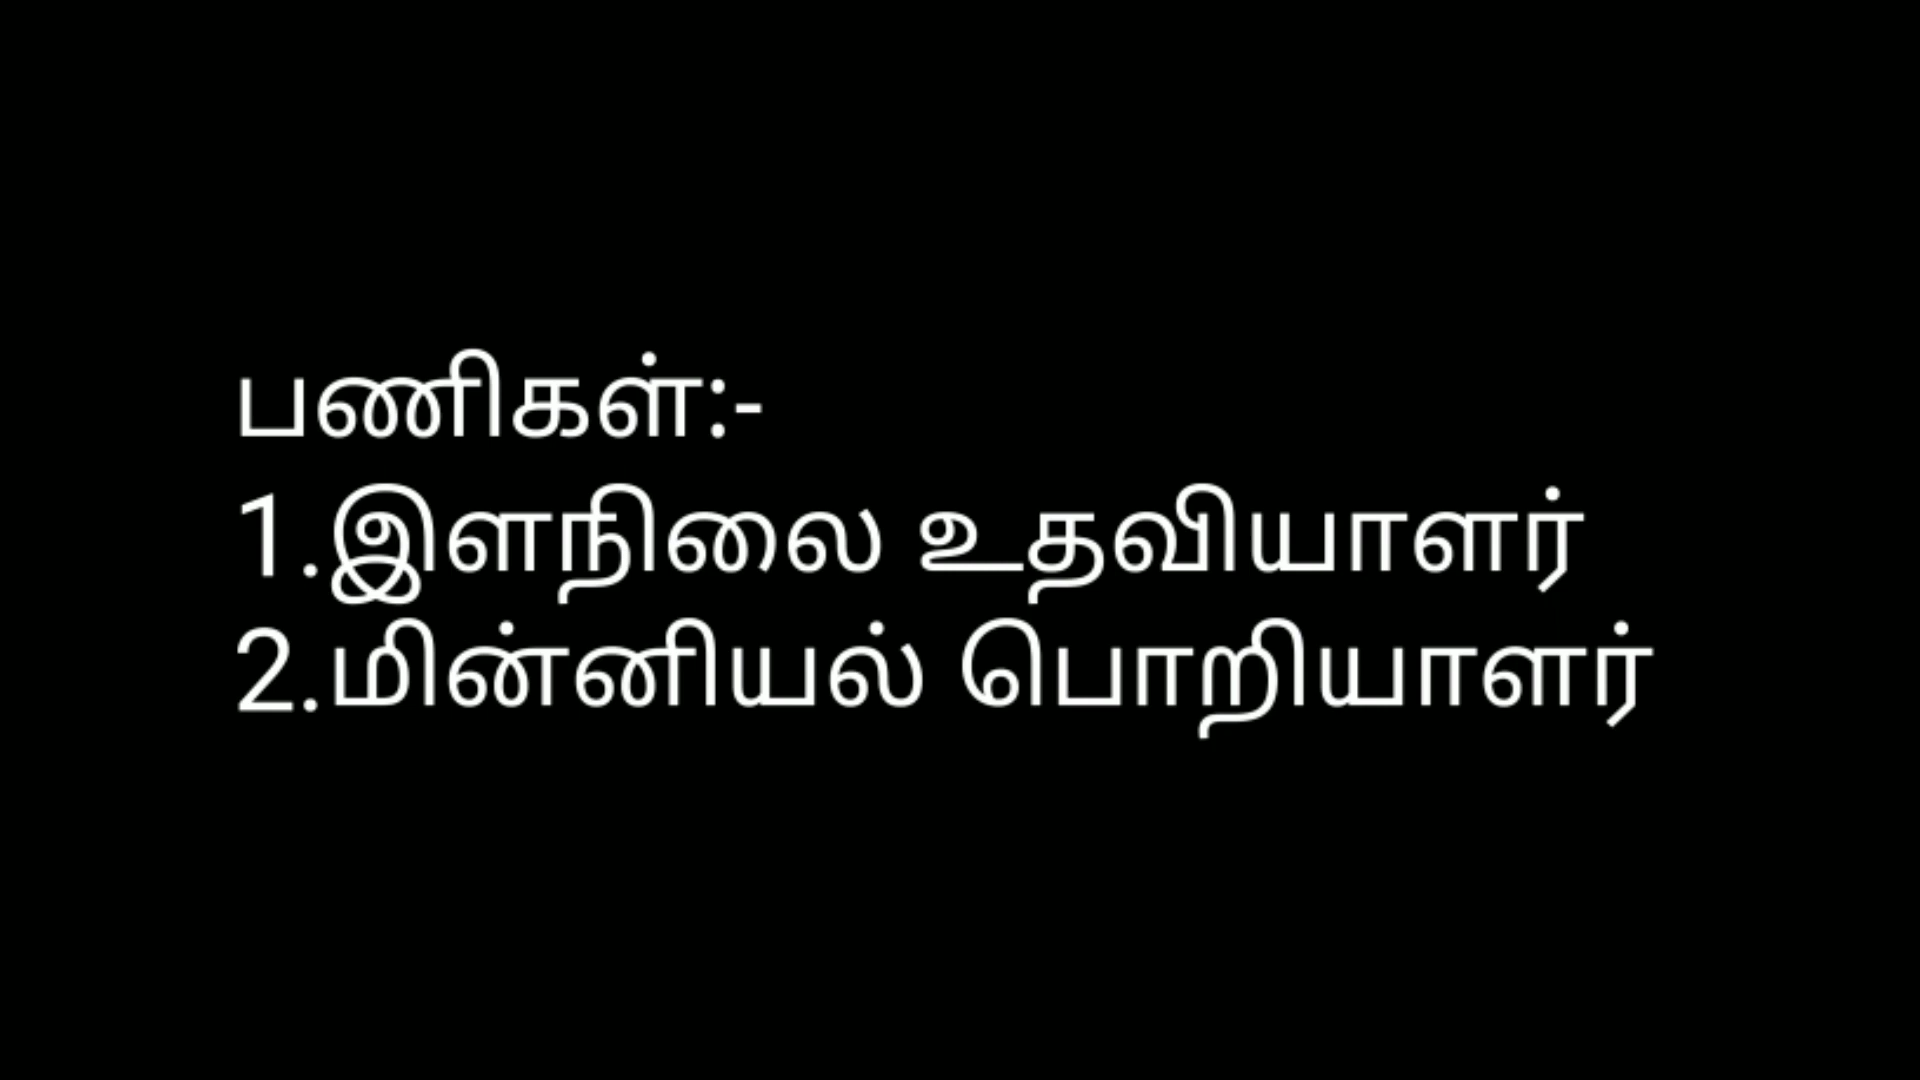 பணிகள்:-
1.இளநிலை உதவியாளர்
2.மின்னியல் பொறியாளர்